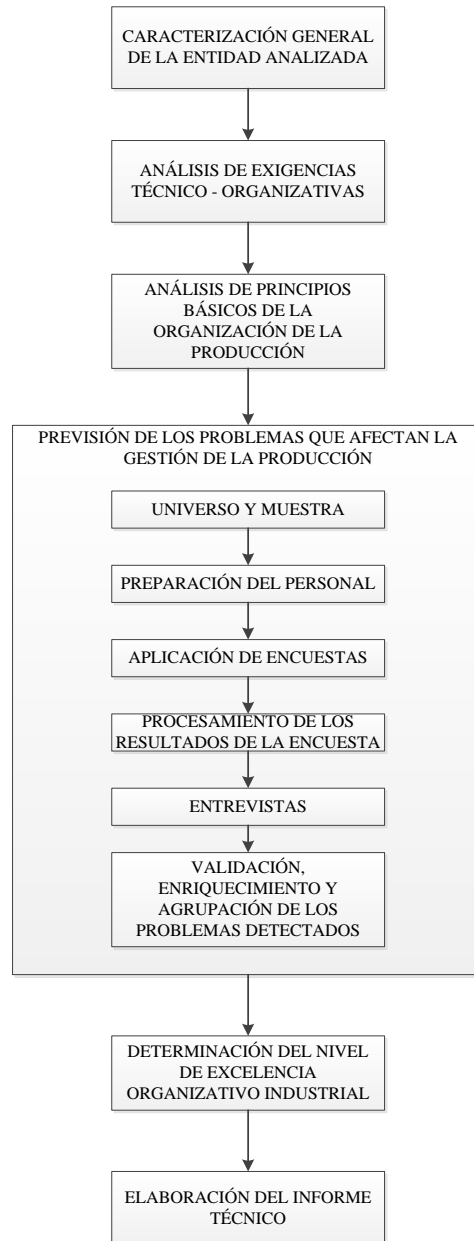 CARACTERIZACIÓN GENERAL
DE LA ENTIDAD ANALIZADA
ANÁLISIS DE EXIGENCIAS
TÉCNICO - ORGANIZATIVAS
ANÁLISIS DE PRINCIPIOS
BÁSICOS DE LA
ORGANIZACIÓN DE LA
PRODUCCIÓN
PREVISIÓN DE LOS PROBLEMAS QUE AFECTAN LA
GESTIÓN DE LA PRODUCCIÓN
UNIVERSO Y MUESTRA
PREPARACIÓN DEL PERSONAL
APLICACIÓN DE ENCUESTAS
PROCESAMIENTO DE LOS
RESULTADOS DE LA ENCUESTA
ENTREVISTAS
VALIDACIÓN,
ENRIQUECIMIENTO Y
AGRUPACIÓN DE LOS
PROBLEMAS DETECTADOS
DETERMINACIÓN DEL NIVEL
DE EXCELENCIA
ORGANIZATIVO INDUSTRIAL
ELABORACIÓN DEL INFORME
TÉCNICO